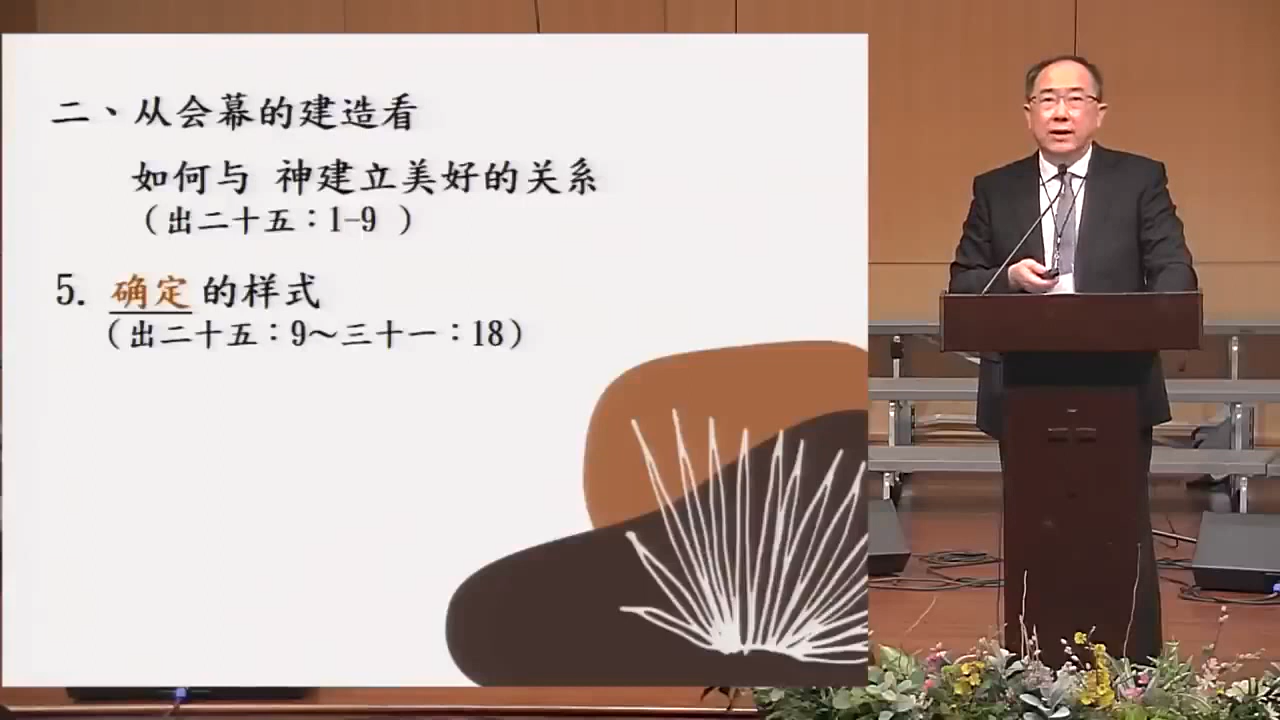 二、从会幕的建造看
如何与 神建立美好的关系
（出二十五：1-9 ）
5. 确定 的样式
（出二十五：9～三十一：18）